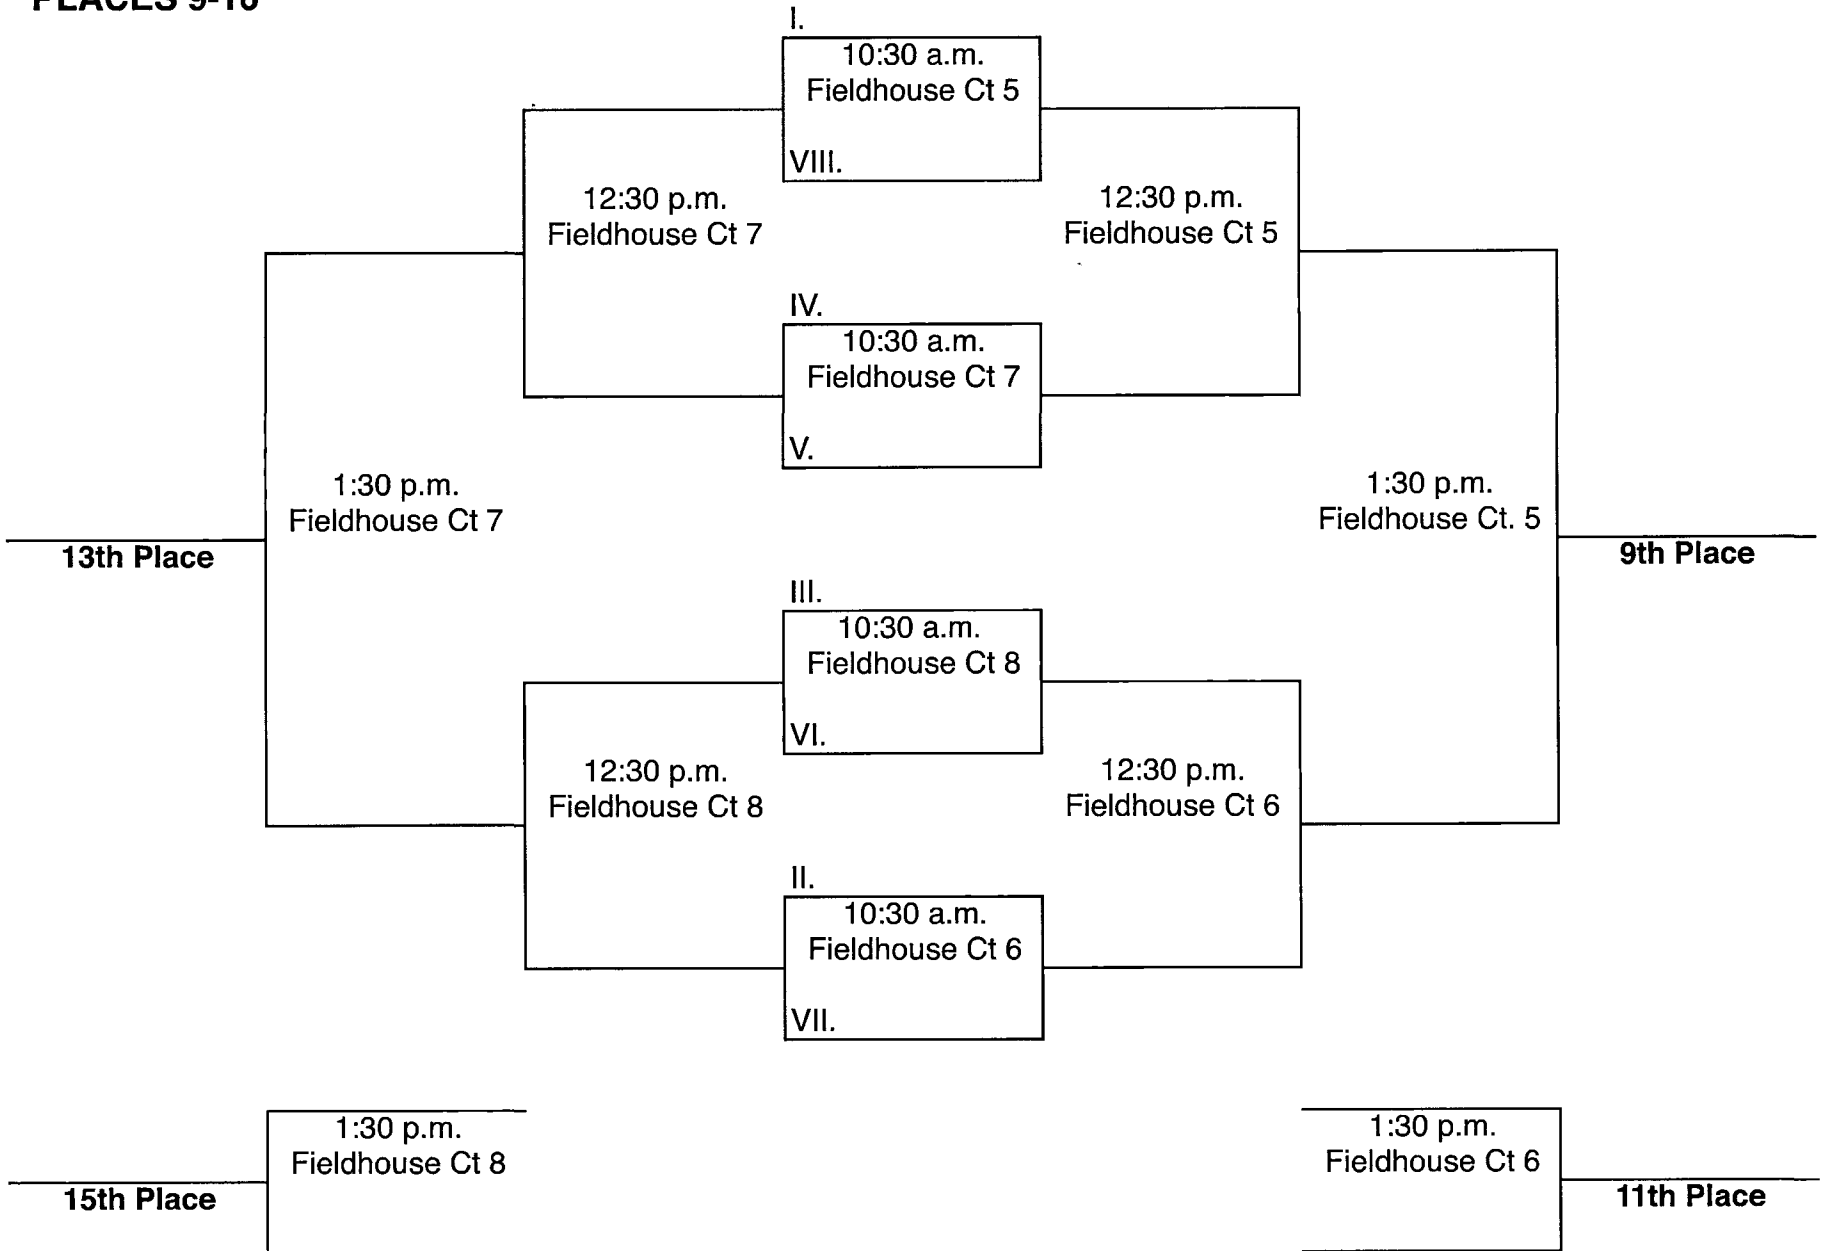 PLACES 9-16
I.
10:30 a.m.
Fieldhouse Ct 5
VIII.
12:30 p.m.
Fieldhouse Ct 7
12:30 p.m.
Fieldhouse Ct 5
IV.
10:30 a.m.
Fieldhouse Ct 7
V.
1:30 p.m.
Fieldhouse Ct 7
1:30 p.m.
Fieldhouse Ct. 5
13th Place
9th Place
III.
10:30 a.m.
Fieldhouse Ct 8
VI.
12:30 p.m.
Fieldhouse Ct 8
12:30 p.m.
Fieldhouse Ct 6
II.
10:30 a.m.
Fieldhouse Ct 6
VII.
1:30 p.m.
Fieldhouse Ct 8
1:30 p.m.
Fieldhouse Ct 6
15th Place
11th Place